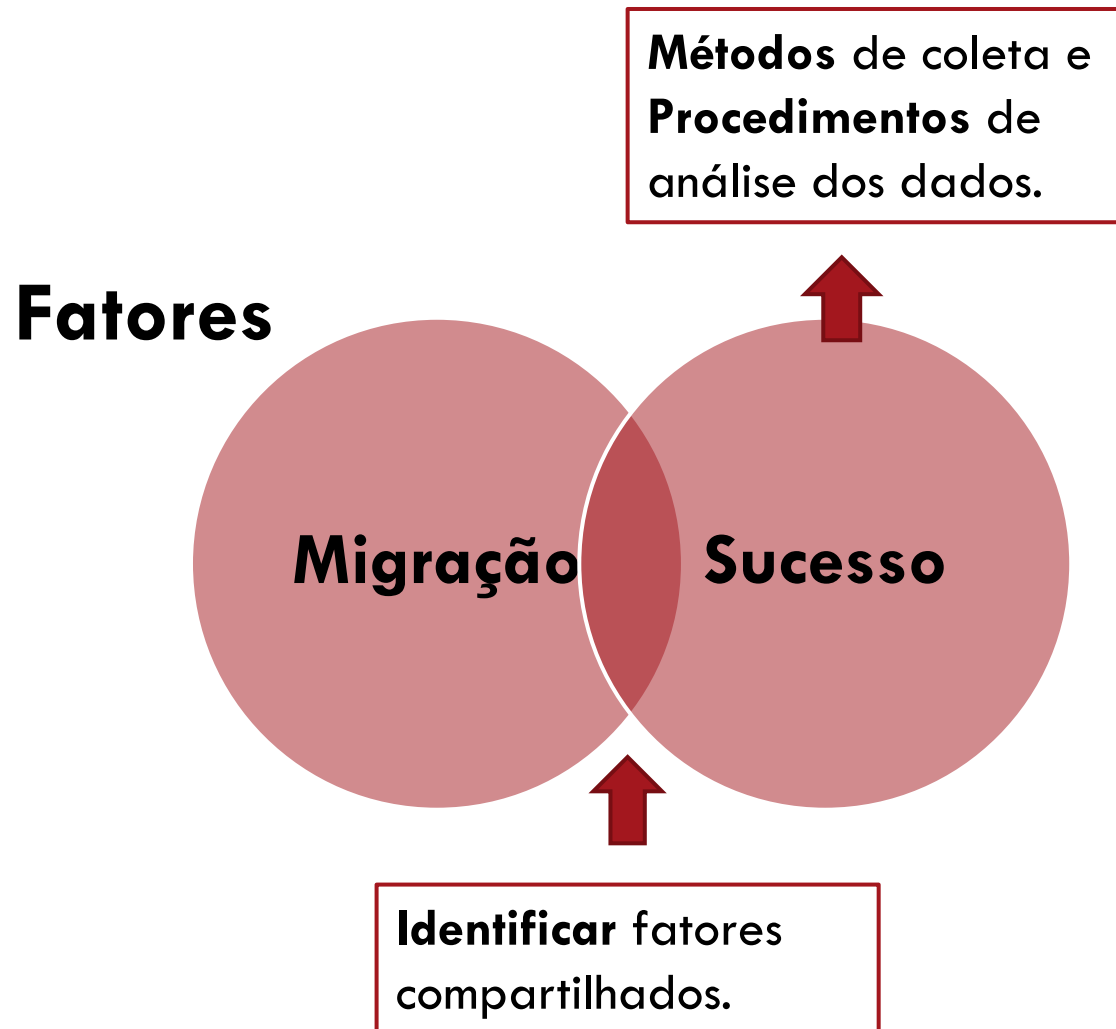 Métodos de coleta e
Procedimentos de
análise dos dados.
Fatores
Migração
Sucesso
Identificar fatores
compartilhados.